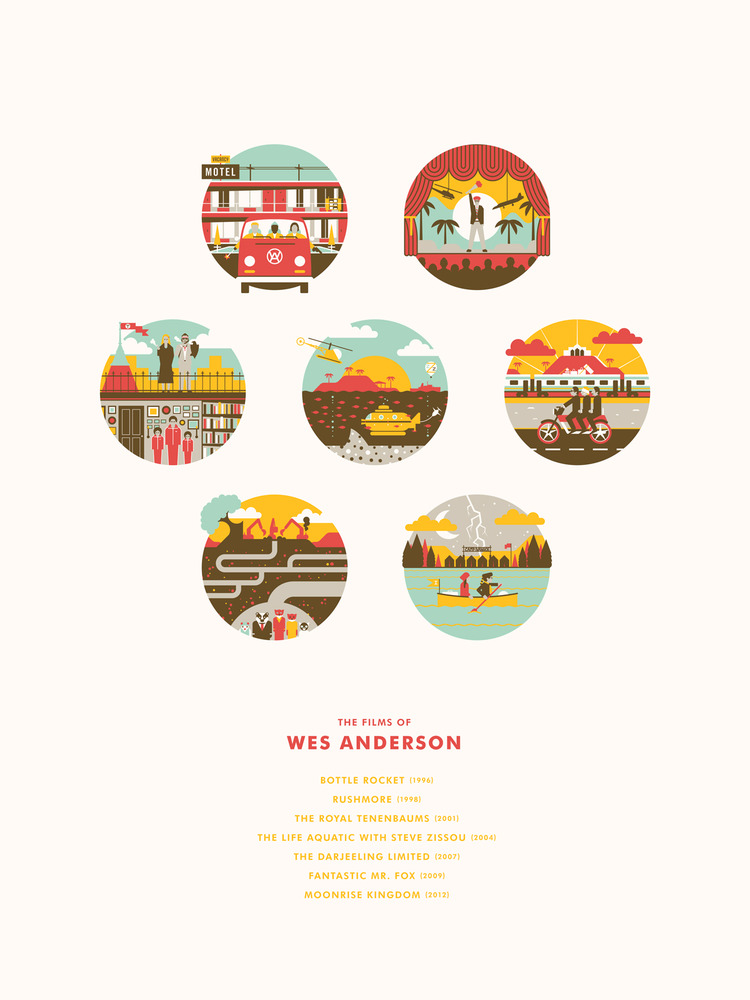 VACANCY
MOTEL
THE FILMS OF
WES ANDERSON
BOTTLE ROCKET (1996)
RUSHMORE (1998)
THE ROYAL TENENBAUMS (2001)
THE LIFE AQUATIC WITH STEVE ZISSOU (2004)
THE DARJEELING LIMITED (2007)
FANTASTIC MR. FOX (2009)
MOONRISE KINGDOM (2012)